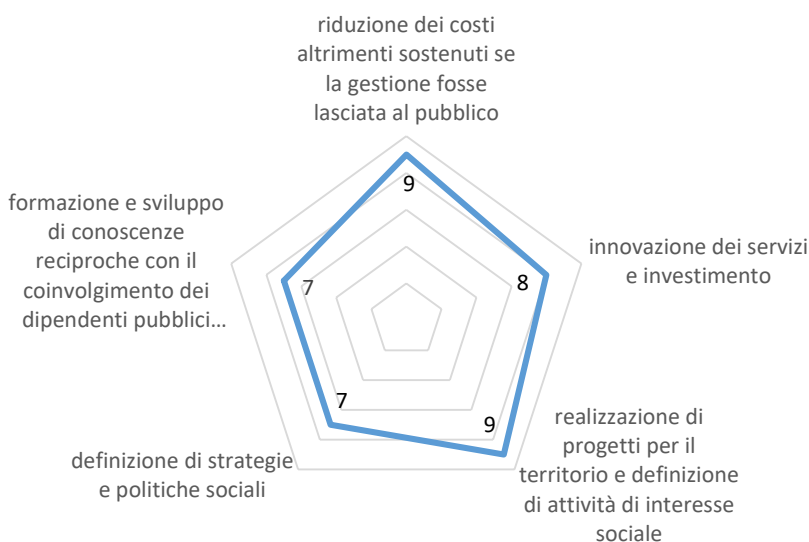 riduzione dei costi
altrimenti sostenuti se
la gestione fosse
lasciata al pubblico
9
innovazione dei servizi
e investimento
8
realizzazione di
progetti per il
territorio e definizione
di attività di interesse
sociale
9
definizione di strategie
e politiche sociali
7
formazione e sviluppo
di conoscenze
reciproche con il
coinvolgimento dei
dipendenti pubblici…
7